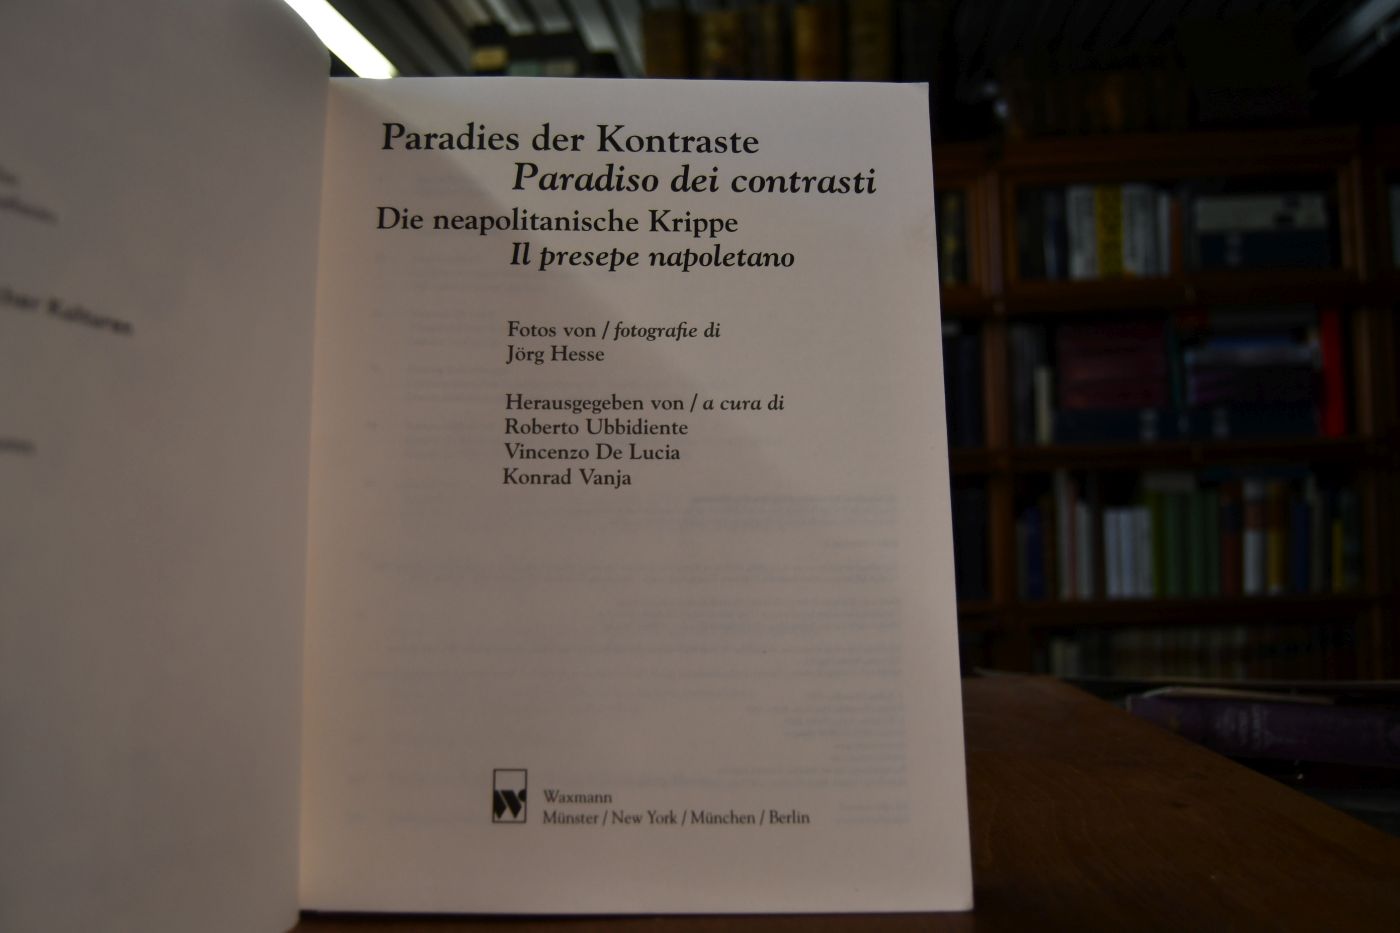 Paradies der Kontraste
Paradiso dei contrasti
Die neapolitanische Krippe
Il presepe napoletano
Fotos von / fotografie di
Jörg Hesse
Herausgegeben von / a cura di
Roberto Ubbidiente
Vincenzo De Lucia
Konrad Vanja
Waxmann
Münster / New York / München / Berlin